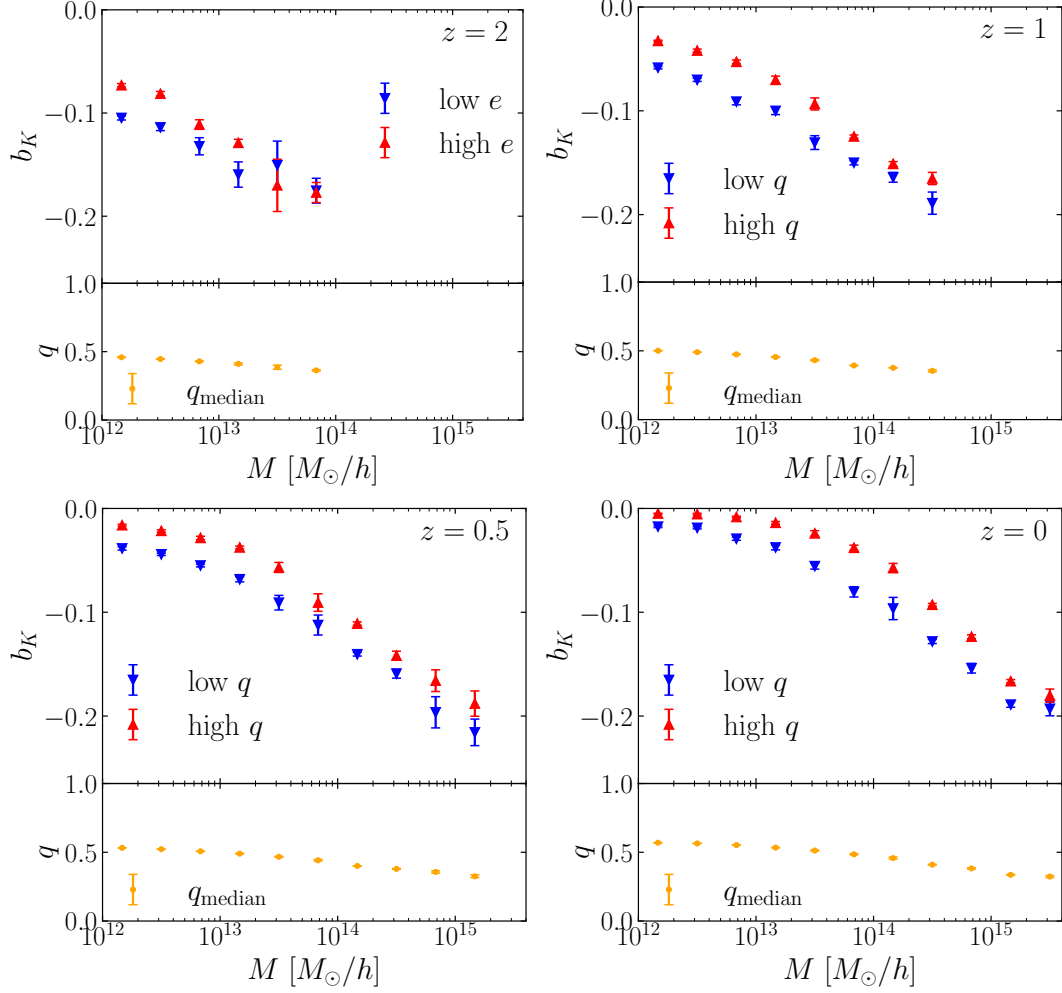 0.0
−0.1
−0.2
b_K
z = 2
low e
high e
1.0
0.5
0.0
q
q_median
10^12
10^13
10^14
10^15
M [M_⊙/h]
0.0
−0.1
−0.2
b_K
z = 1
low q
high q
1.0
0.5
0.0
q
q_median
10^12
10^13
10^14
10^15
M [M_⊙/h]
0.0
−0.1
−0.2
b_K
z = 0.5
low q
high q
1.0
0.5
0.0
q
q_median
10^12
10^13
10^14
10^15
M [M_⊙/h]
0.0
−0.1
−0.2
b_K
z = 0
low q
high q
1.0
0.5
0.0
q
q_median
10^12
10^13
10^14
10^15
M [M_⊙/h]